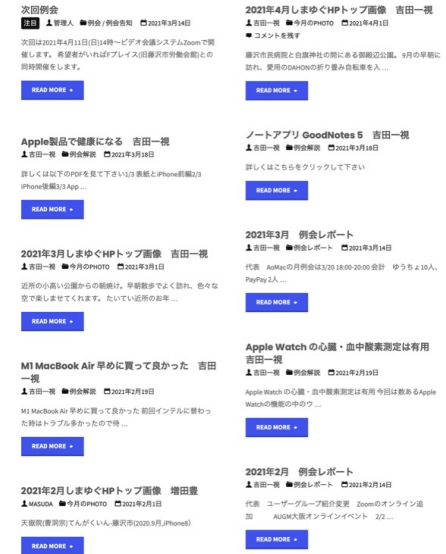 次回例会
注目 管理人 例会 / 例会告知 2021年3月14日
次回は2021年4月11日(日)14時〜ビデオ会議システムZoomで開
催します。 希望者がいればFプレイス(旧藤沢市労働会館)との
同時開催をします。
READ MORE
Apple製品で健康になる 吉田一視
吉田一視 例会解説 2021年3月18日
詳しくは以下のPDFを見て下さい1/3 表紙とiPhone前編2/3
iPhone後編3/3 App …
READ MORE
2021年3月しまゆぐHPトップ画像 吉田一視
吉田一視 今月のPHOTO 2021年3月1日
近所の小高い公園からの朝焼け。早朝散歩でよく訪れ、色々な
空で楽しませてくれます。 たいてい近所のお年 …
READ MORE
M1 MacBook Air 早めに買って良かった 吉田
一視
吉田一視 例会解説 2021年2月19日
M1 MacBook Air 早めに買って良かった 前回インテルに替わっ
た時はトラブル多かったので待 …
READ MORE
2021年2月しまゆぐHPトップ画像 増田豊
MASUDA 今月のPHOTO 2021年2月1日
天嶽院(曹洞宗)てんがくいん-藤沢市(2020,9月,iPhone8)
READ MORE
2021年4月しまゆぐHPトップ画像 吉田一視
吉田一視 今月のPHOTO 2021年4月1日
コメントを残す
藤沢市民病院と白旗神社の間にある御殿辺公園。 9月の早朝に
訪れ、愛用のDAHONの折り畳み自転車を入 …
READ MORE
ノートアプリ GoodNotes 5 吉田一視
吉田一視 例会解説 2021年3月18日
詳しくはこちらをクリックして下さい
READ MORE
2021年3月 例会レポート
吉田一視 例会レポート 2021年3月14日
代表 AoMacの月例会は3/20 18:00-20:00 会計 ゆうちょ10人、
PayPay 2人 …
READ MORE
Apple Watch の心臓・血中酸素測定は有用
吉田一視
吉田一視 例会解説 2021年2月19日
Apple Watch の心臓・血中酸素測定は有用 今回は数あるApple
Watchの機能の中のウ …
READ MORE
2021年2月 例会レポート
吉田一視 例会レポート 2021年2月14日
代表 ユーザーグループ紹介変更 Zoomのオンライン追
加 AUGM大阪オンラインイベント 2/2 …
READ MORE